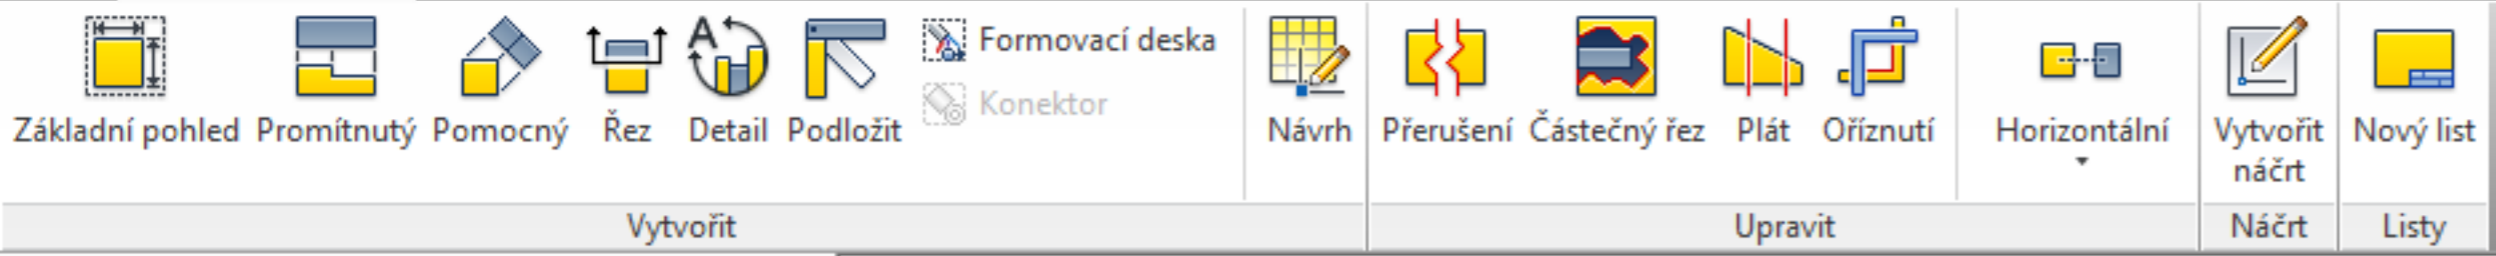 Základní pohled
Promítnutý
Pomocný
Řez
A
Detail
Podložit
Formovací deska
Konektor
Návrh
Vytvořit
Přerušení
Částečný řez
Plát
Oříznutí
Horizontální
Upravit
Vytvořit
náčrt
Náčrt
Nový list
Listy